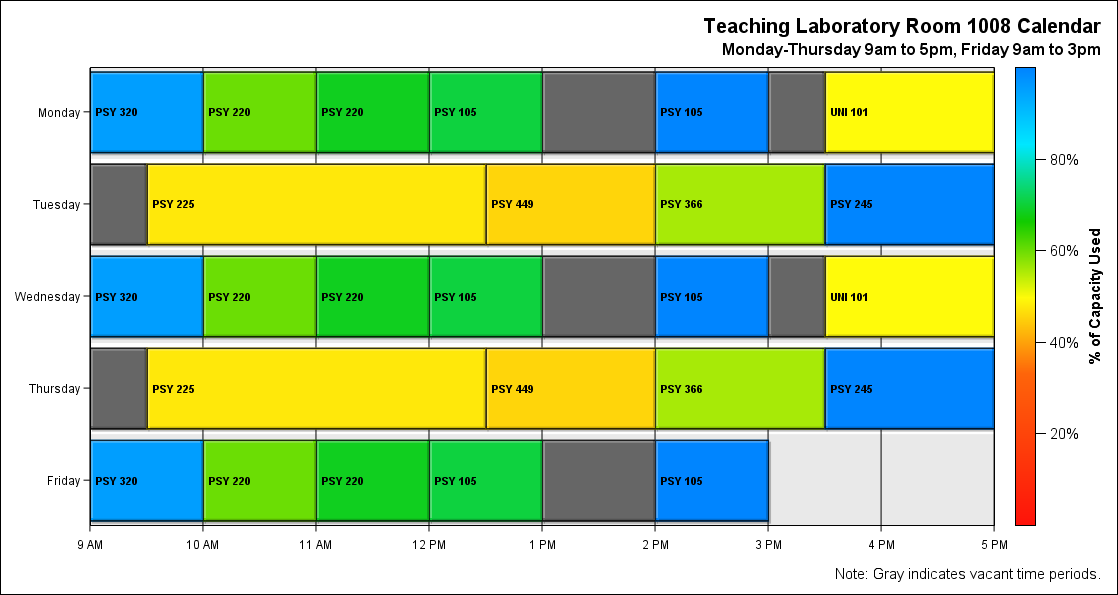 Teaching Laboratory Room 1008 Calendar
Monday-Thursday 9am to 5pm, Friday 9am to 3pm
Monday
PSY 320
PSY 220
PSY 220
PSY 105
PSY 105
UNI 101
Tuesday
PSY 225
PSY 449
PSY 366
PSY 245
Wednesday
PSY 320
PSY 220
PSY 220
PSY 105
PSY 105
UNI 101
Thursday
PSY 225
PSY 449
PSY 366
PSY 245
Friday
PSY 320
PSY 220
PSY 220
PSY 105
PSY 105
9 AM
10 AM
11 AM
12 PM
1 PM
2 PM
3 PM
4 PM
5 PM
80%
60%
40%
20%
% of Capacity Used
Note: Gray indicates vacant time periods.